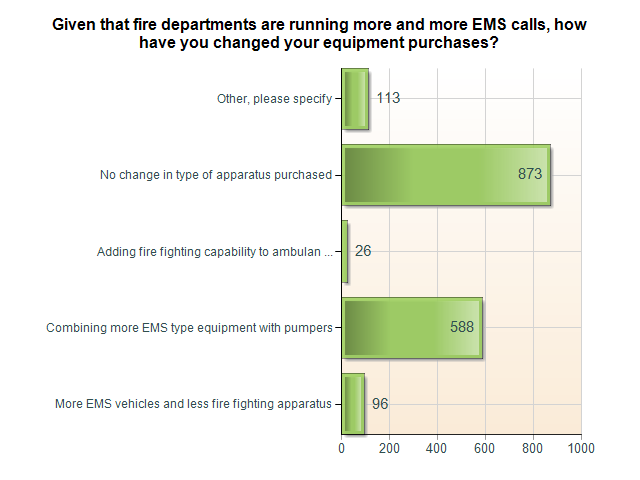 Given that fire departments are running more and more EMS calls, how
have you changed your equipment purchases?
Other, please specify
113
No change in type of apparatus purchased
873
Adding fire fighting capability to ambulan ...
26
Combining more EMS type equipment with pumpers
588
More EMS vehicles and less fire fighting apparatus
96
0 200 400 600 800 1000